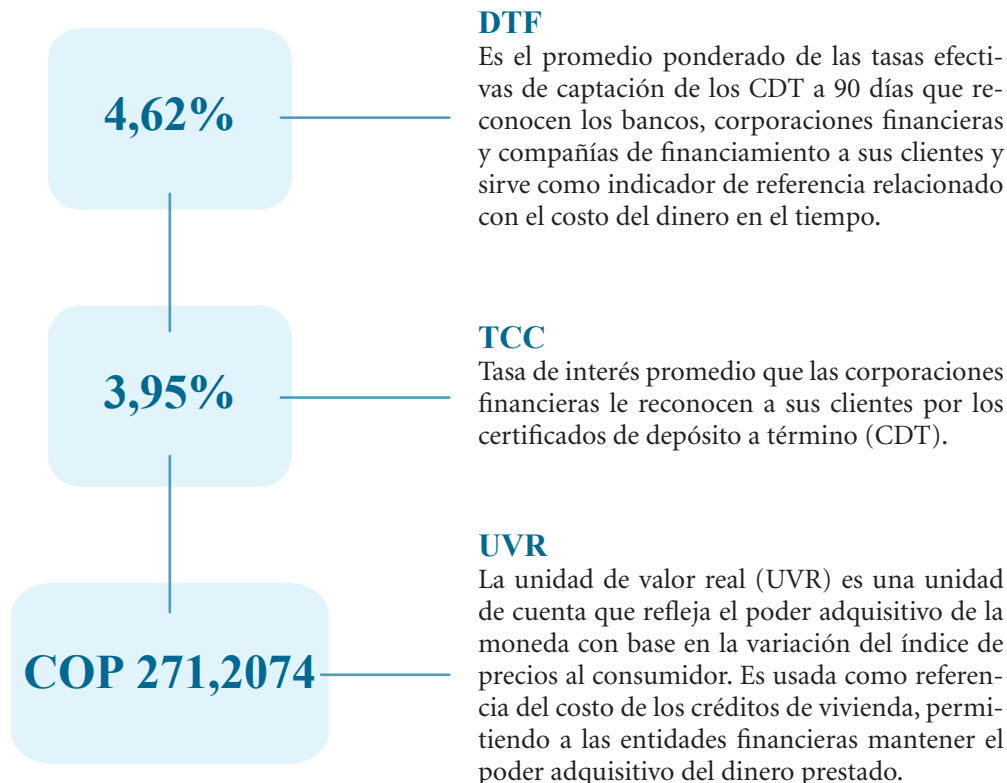 4,62%
DTF
Es el promedio ponderado de las tasas efecti-
vas de captación de los CDT a 90 días que re-
conocen los bancos, corporaciones financieras
y compañías de financiamiento a sus clientes y
sirve como indicador de referencia relacionado
con el costo del dinero en el tiempo.
3,95%
TCC
Tasa de interés promedio que las corporaciones
financieras le reconocen a sus clientes por los
certificados de depósito a término (CDT).
COP 271,2074
UVR
La unidad de valor real (UVR) es una unidad
de cuenta que refleja el poder adquisitivo de la
moneda con base en la variación del índice de
precios al consumidor. Es usada como referen-
cia del costo de los créditos de vivienda, permi-
tiendo a las entidades financieras mantener el
poder adquisitivo del dinero prestado.